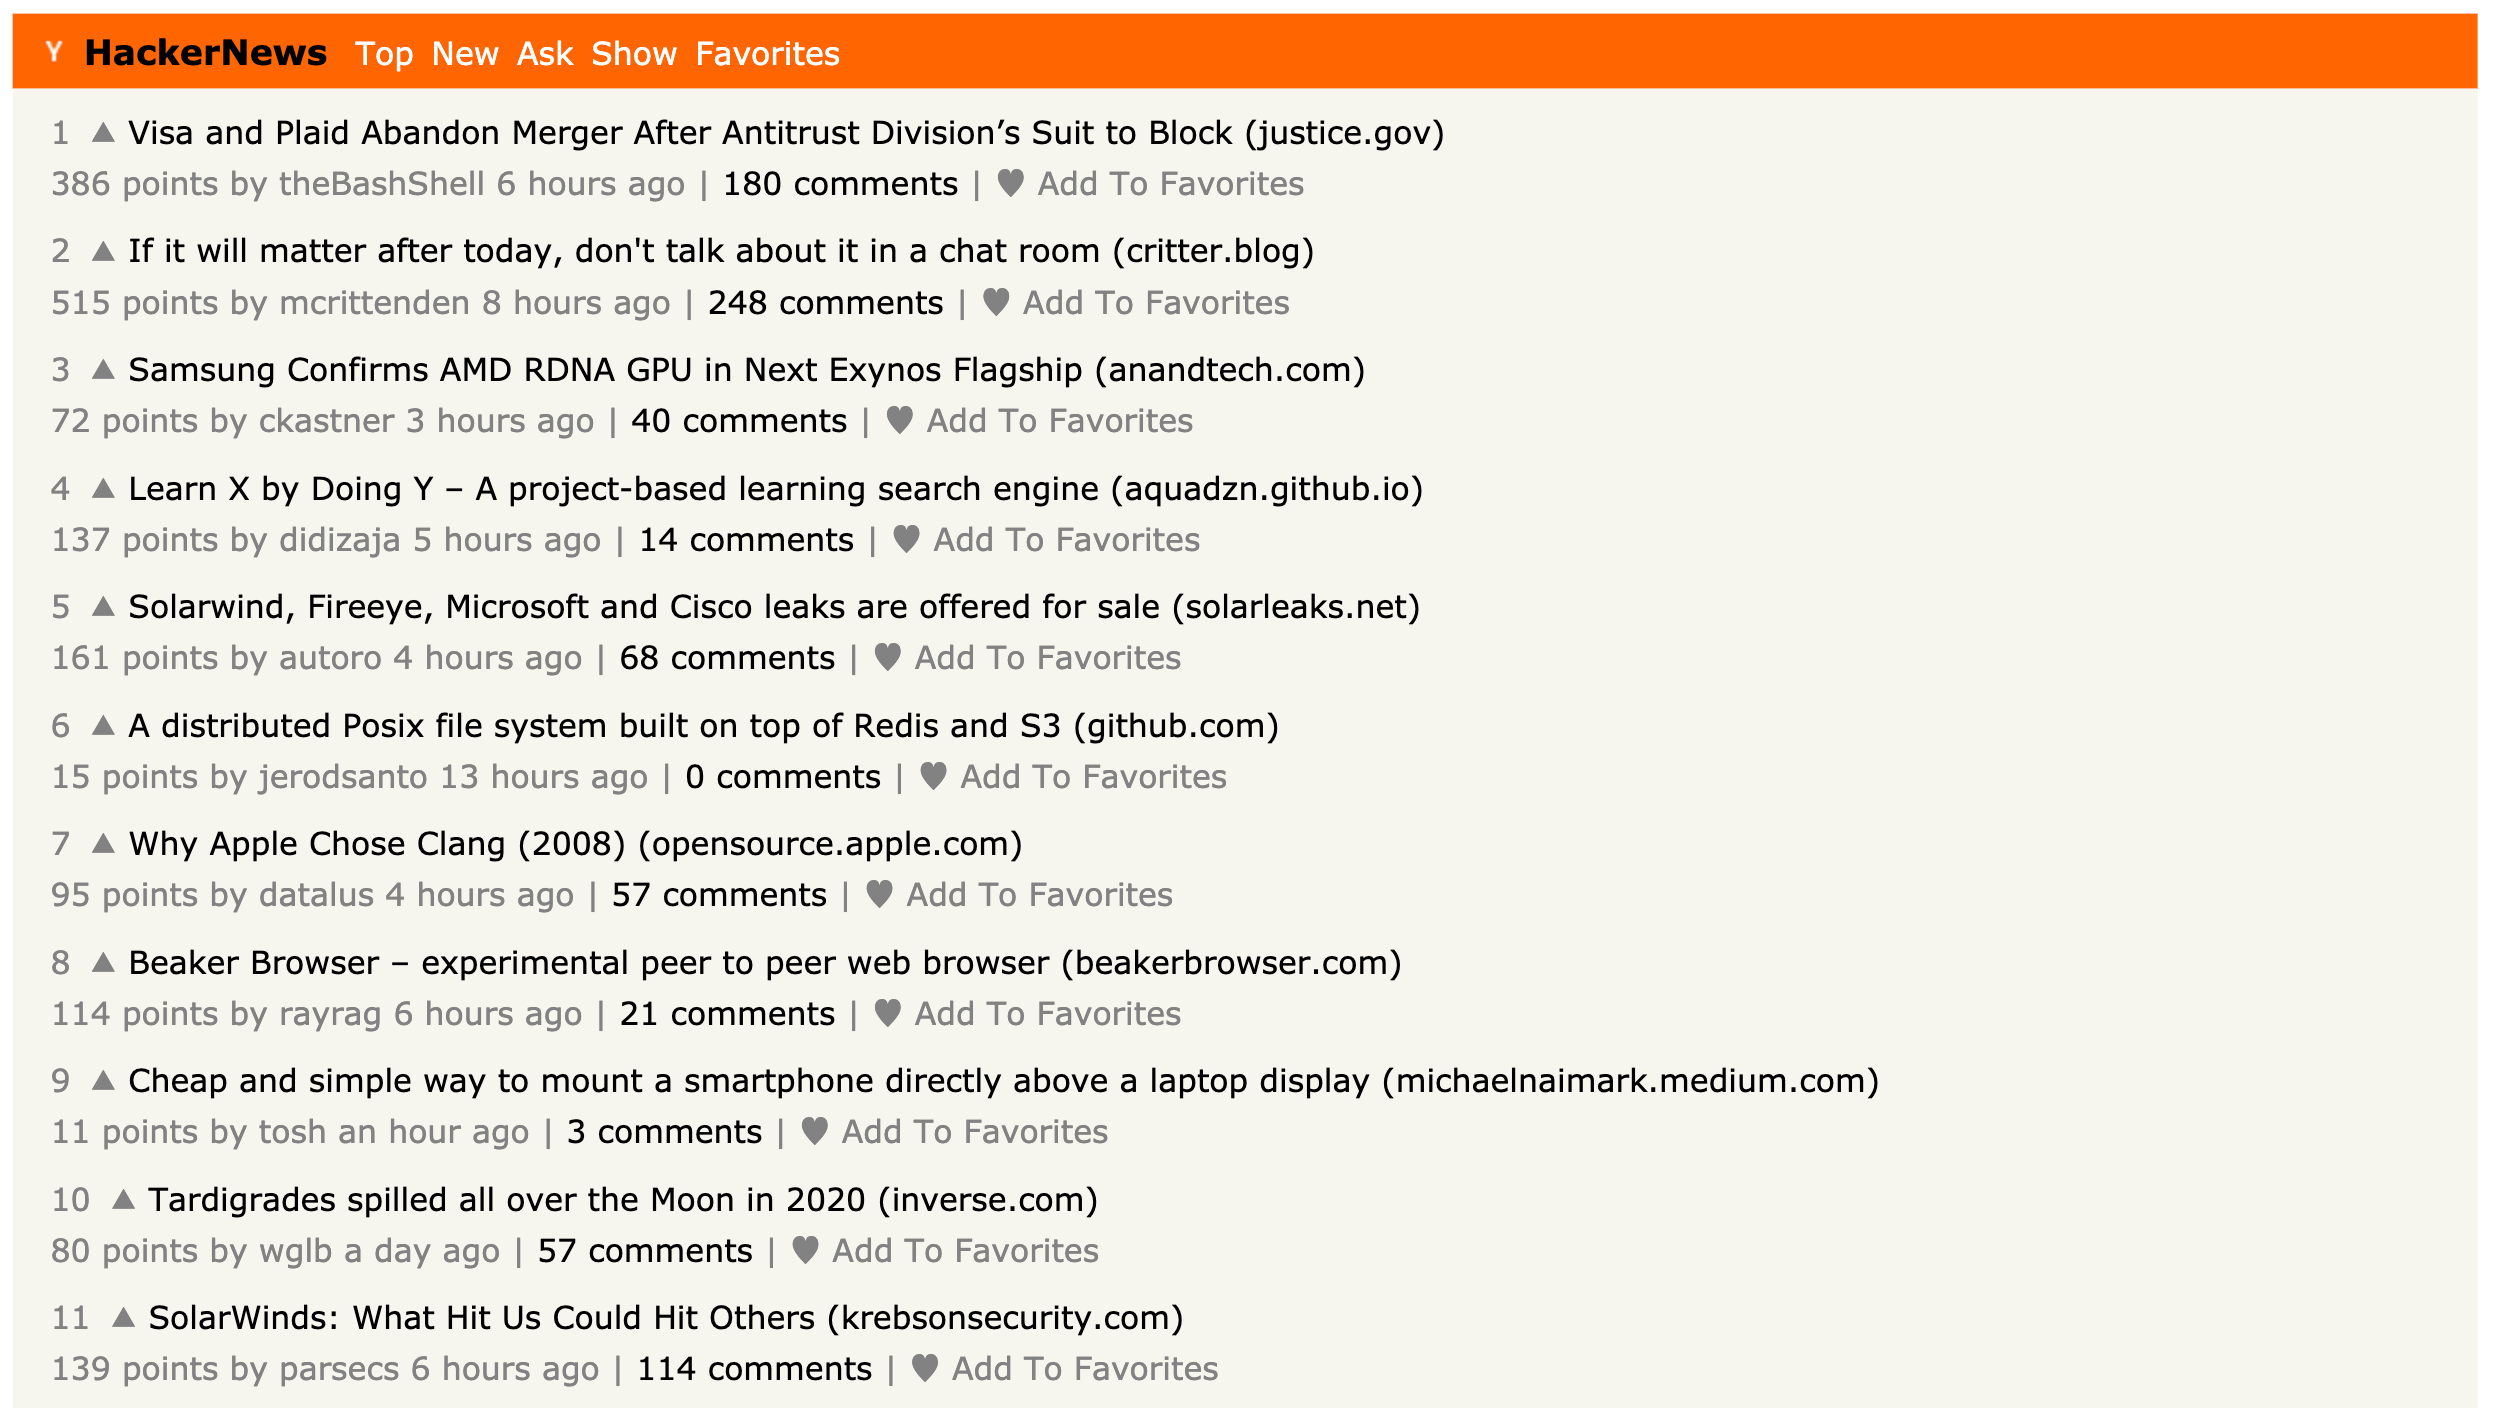 Y HackerNews Top New Ask Show Favorites
1 ▲ Visa and Plaid Abandon Merger After Antitrust Division’s Suit to Block (justice.gov)
386 points by theBashShell 6 hours ago | 180 comments | ♥ Add To Favorites
2 ▲ If it will matter after today, don't talk about it in a chat room (critter.blog)
515 points by mcrittenden 8 hours ago | 248 comments | ♥ Add To Favorites
3 ▲ Samsung Confirms AMD RDNA GPU in Next Exynos Flagship (anandtech.com)
72 points by ckastner 3 hours ago | 40 comments | ♥ Add To Favorites
4 ▲ Learn X by Doing Y – A project-based learning search engine (aquadzn.github.io)
137 points by didizaja 5 hours ago | 14 comments | ♥ Add To Favorites
5 ▲ Solarwind, Fireeye, Microsoft and Cisco leaks are offered for sale (solarleaks.net)
161 points by autoro 4 hours ago | 68 comments | ♥ Add To Favorites
6 ▲ A distributed Posix file system built on top of Redis and S3 (github.com)
15 points by jerodsanto 13 hours ago | 0 comments | ♥ Add To Favorites
7 ▲ Why Apple Chose Clang (2008) (opensource.apple.com)
95 points by datalus 4 hours ago | 57 comments | ♥ Add To Favorites
8 ▲ Beaker Browser – experimental peer to peer web browser (beakerbrowser.com)
114 points by rayrag 6 hours ago | 21 comments | ♥ Add To Favorites
9 ▲ Cheap and simple way to mount a smartphone directly above a laptop display (michaelnaimark.medium.com)
11 points by tosh an hour ago | 3 comments | ♥ Add To Favorites
10 ▲ Tardigrades spilled all over the Moon in 2020 (inverse.com)
80 points by wglb a day ago | 57 comments | ♥ Add To Favorites
11 ▲ SolarWinds: What Hit Us Could Hit Others (krebsonsecurity.com)
139 points by parsecs 6 hours ago | 114 comments | ♥ Add To Favorites